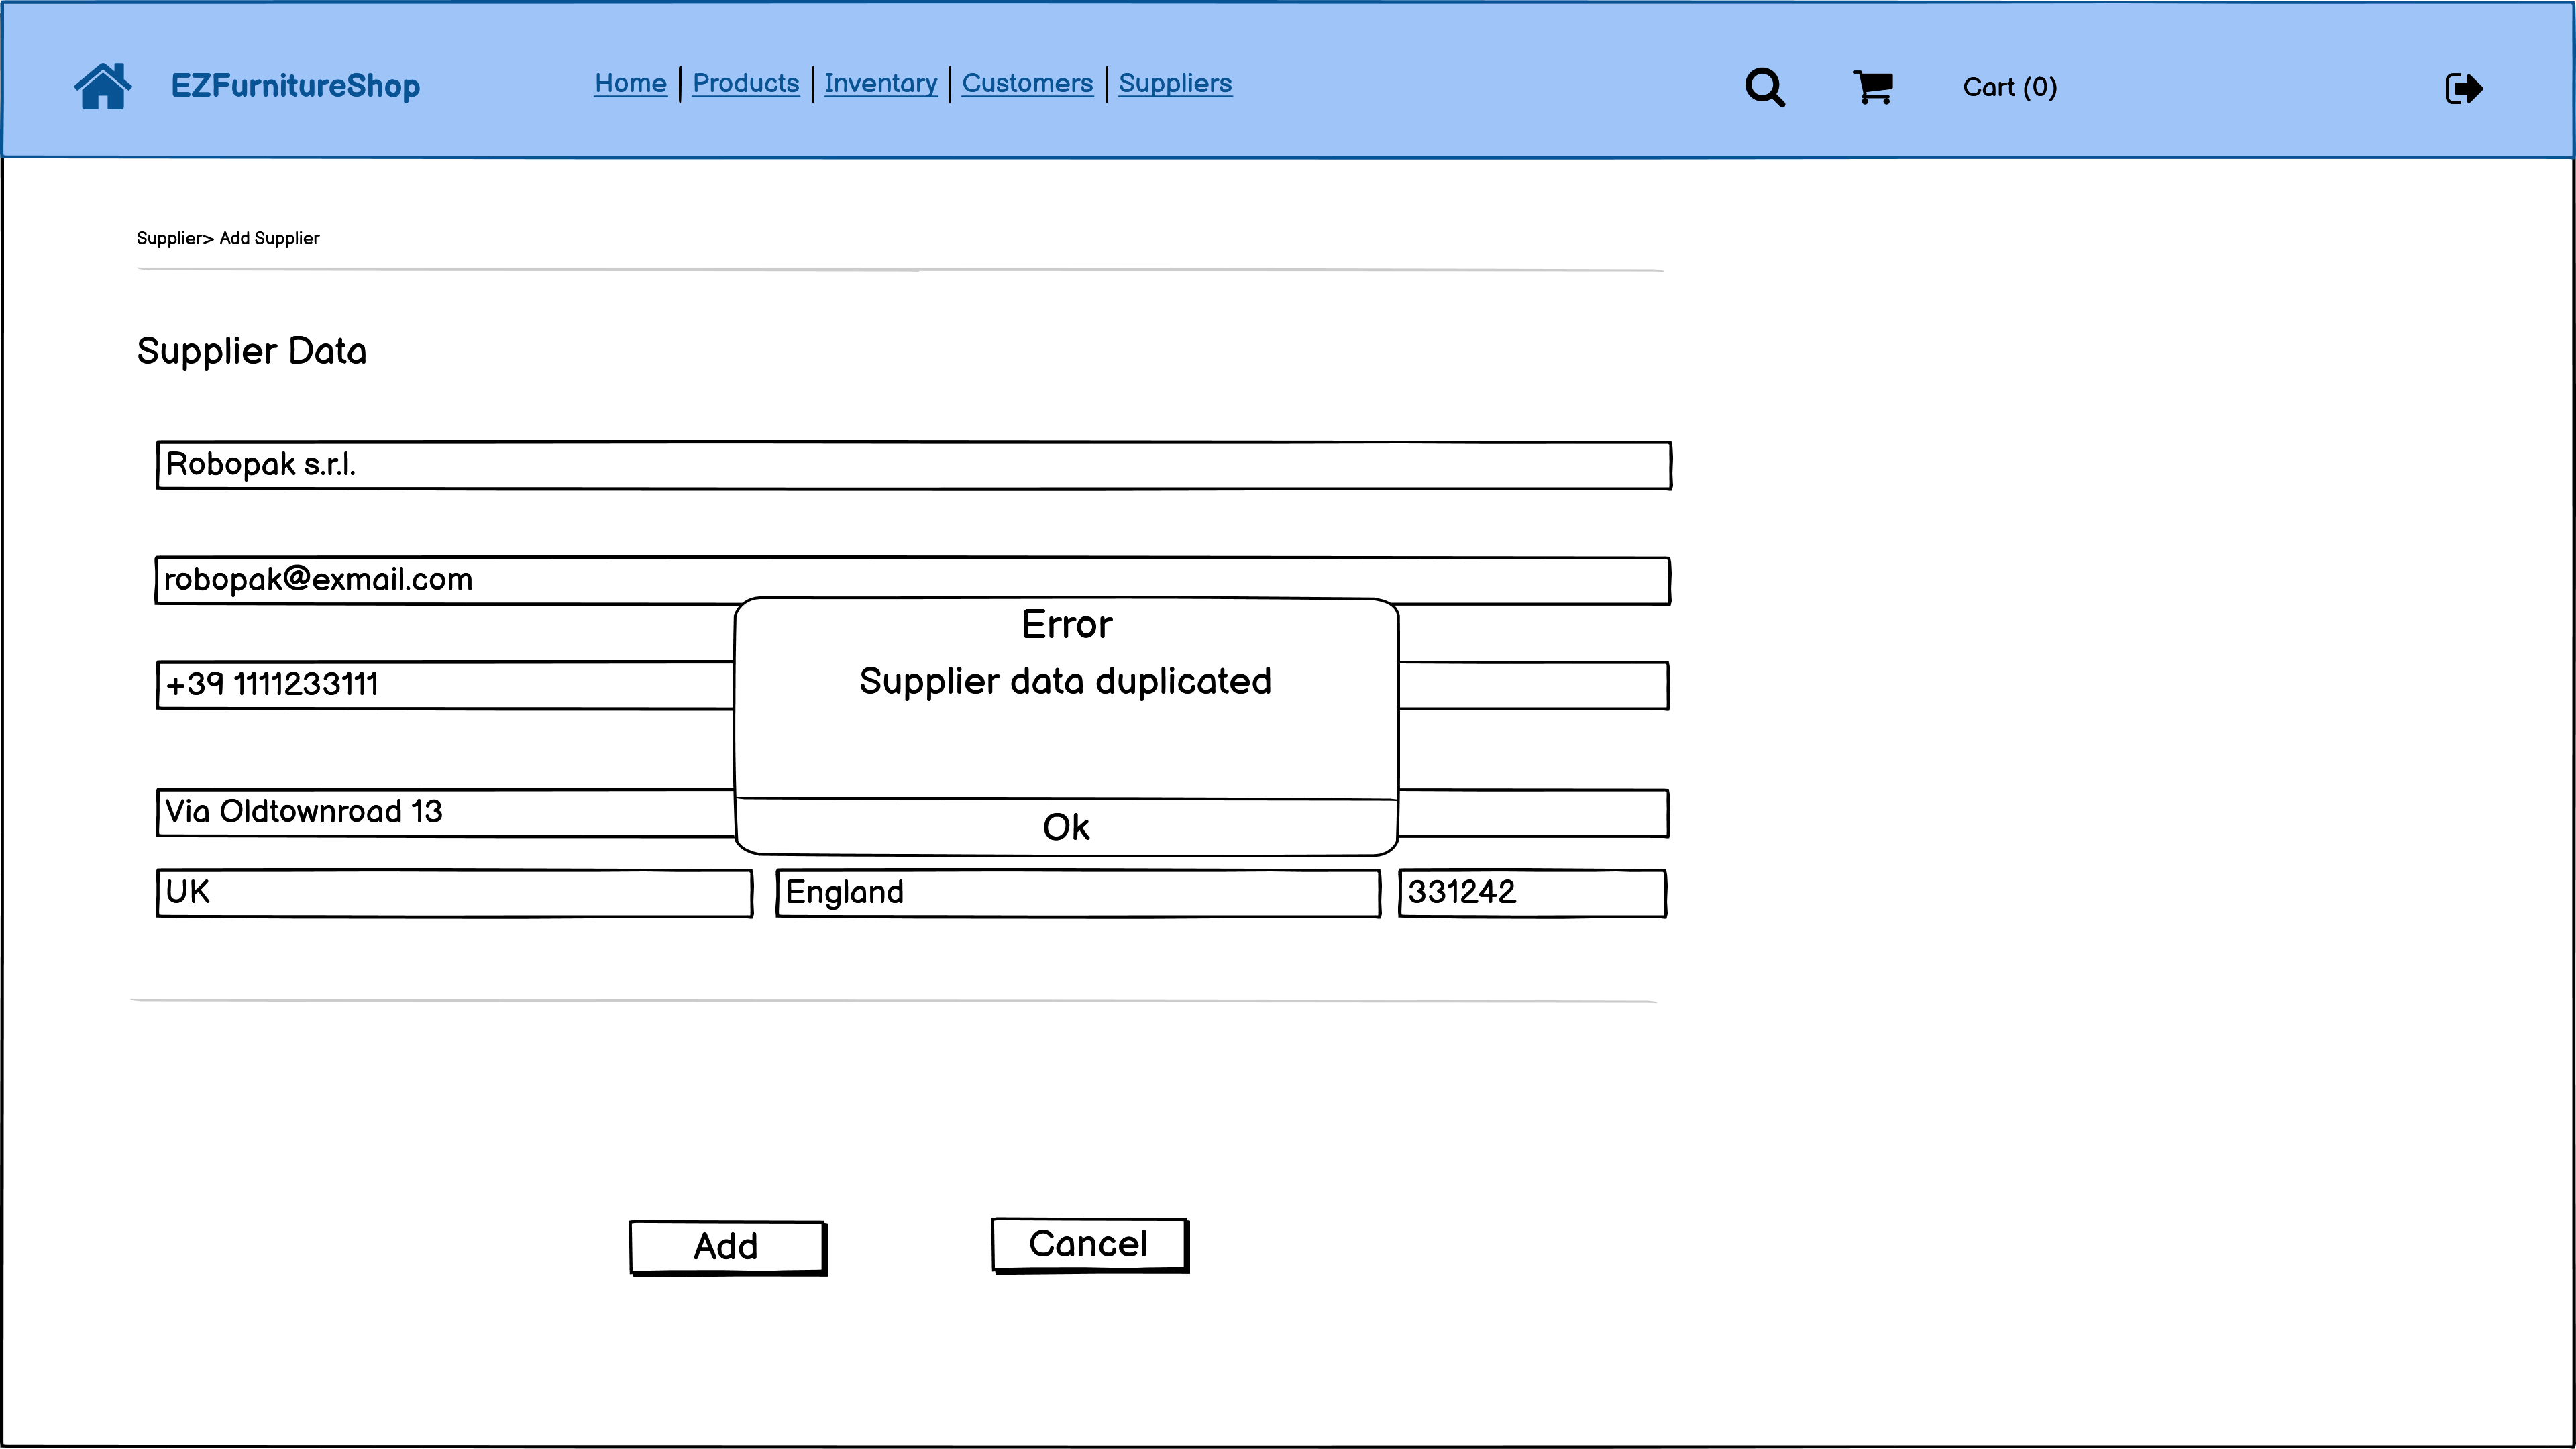 EZFurnitureShop Home Products Inventory Customers Suppliers Cart (0)
Supplier> Add Supplier
Supplier Data
Robopak s.r.l.
robopak@exmail.com
Error
+39 1111233111
Supplier data duplicated
Via Oldtownroad 13
Ok
UK England 331242
Add Cancel